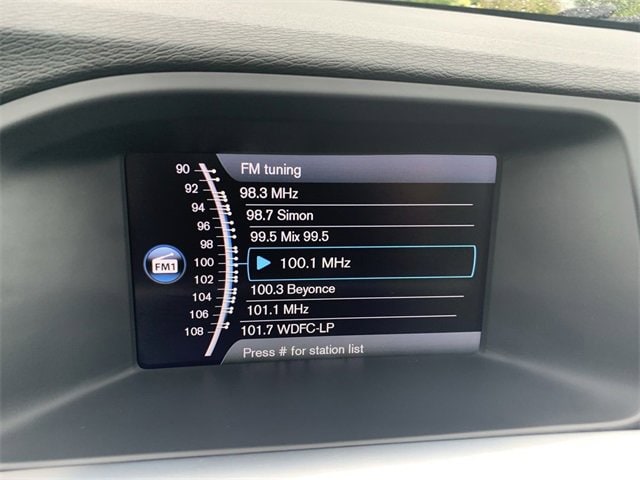 FM tuning
90
98.3 MHz
92
98.7 Simon
94
96
99.5 Mix 99.5
98
100
100.1 MHz
FM1
102
100.3 Beyonce
104
101.1 MHz
106
101.7 WDFC-LP
108
Press # for station list